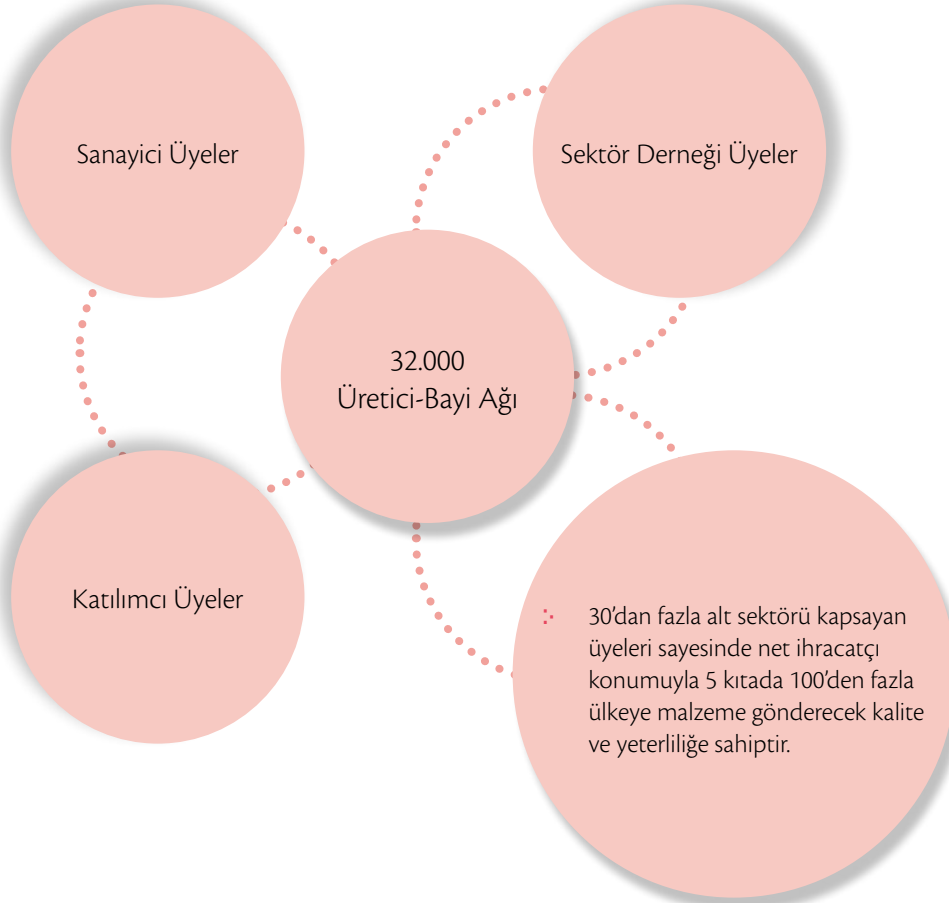 Sanayici Üyeler
Sektör Derneği Üyeler
32.000
Üretici-Bayi Ağı
Katılımcı Üyeler
30'dan fazla alt sektörü kapsayan
üyeleri sayesinde net ihracatçı
konumuyla 5 kıtada 100'den fazla
ülkeye malzeme gönderecek kalite
ve yeterliliğe sahiptir.